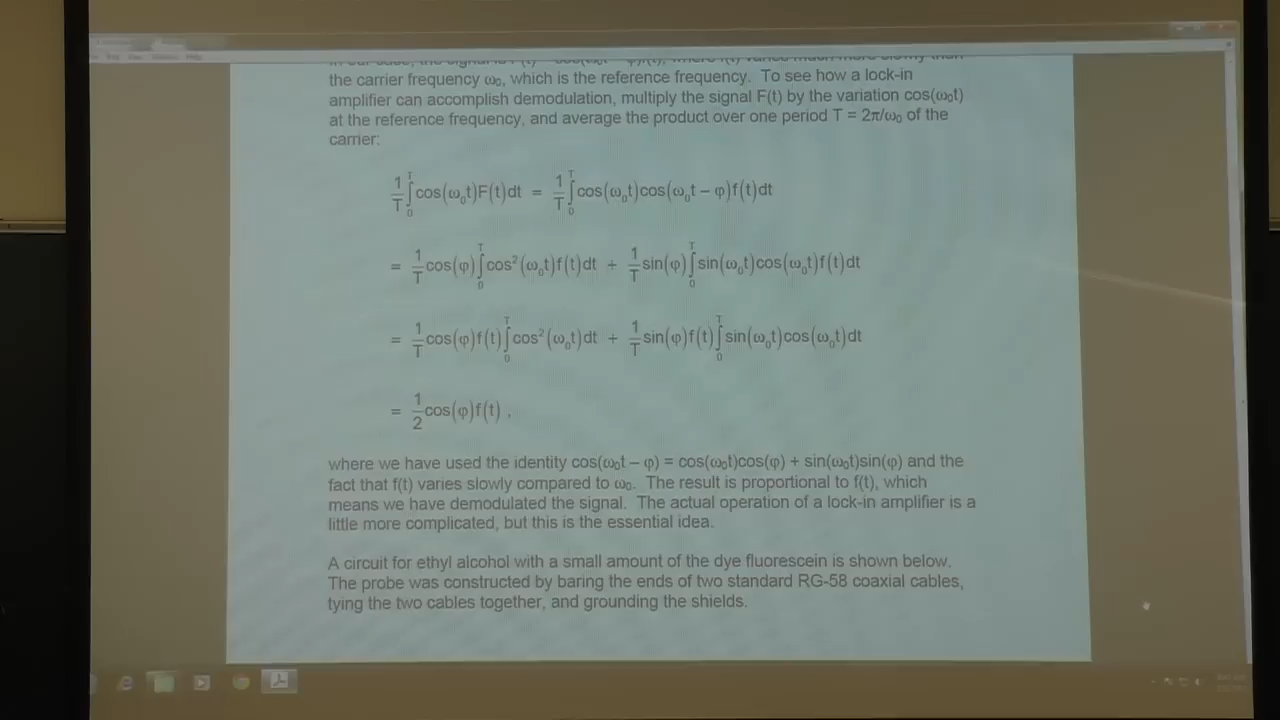 the carrier frequency ω₀, which is the reference frequency. To see how a lock-in
amplifier can accomplish demodulation, multiply the signal F(t) by the variation cos(ω₀t)
at the reference frequency, and average the product over one period T = 2π/ω₀ of the
carrier:
1/T ∫₀ᵀ cos(ω₀t)F(t)dt = 1/T ∫₀ᵀ cos(ω₀t)cos(ω₀t – φ)f(t)dt
= 1/T cos(φ) ∫₀ᵀ cos²(ω₀t)f(t)dt + 1/T sin(φ) ∫₀ᵀ sin(ω₀t)cos(ω₀t)f(t)dt
= 1/T cos(φ)f(t) ∫₀ᵀ cos²(ω₀t)dt + 1/T sin(φ)f(t) ∫₀ᵀ sin(ω₀t)cos(ω₀t)dt
= 1/2 cos(φ)f(t) ,
where we have used the identity cos(ω₀t – φ) = cos(ω₀t)cos(φ) + sin(ω₀t)sin(φ) and the
fact that f(t) varies slowly compared to ω₀. The result is proportional to f(t), which
means we have demodulated the signal. The actual operation of a lock-in amplifier is a
little more complicated, but this is the essential idea.
A circuit for ethyl alcohol with a small amount of the dye fluorescein is shown below.
The probe was constructed by baring the ends of two standard RG-58 coaxial cables,
tying the two cables together, and grounding the shields.